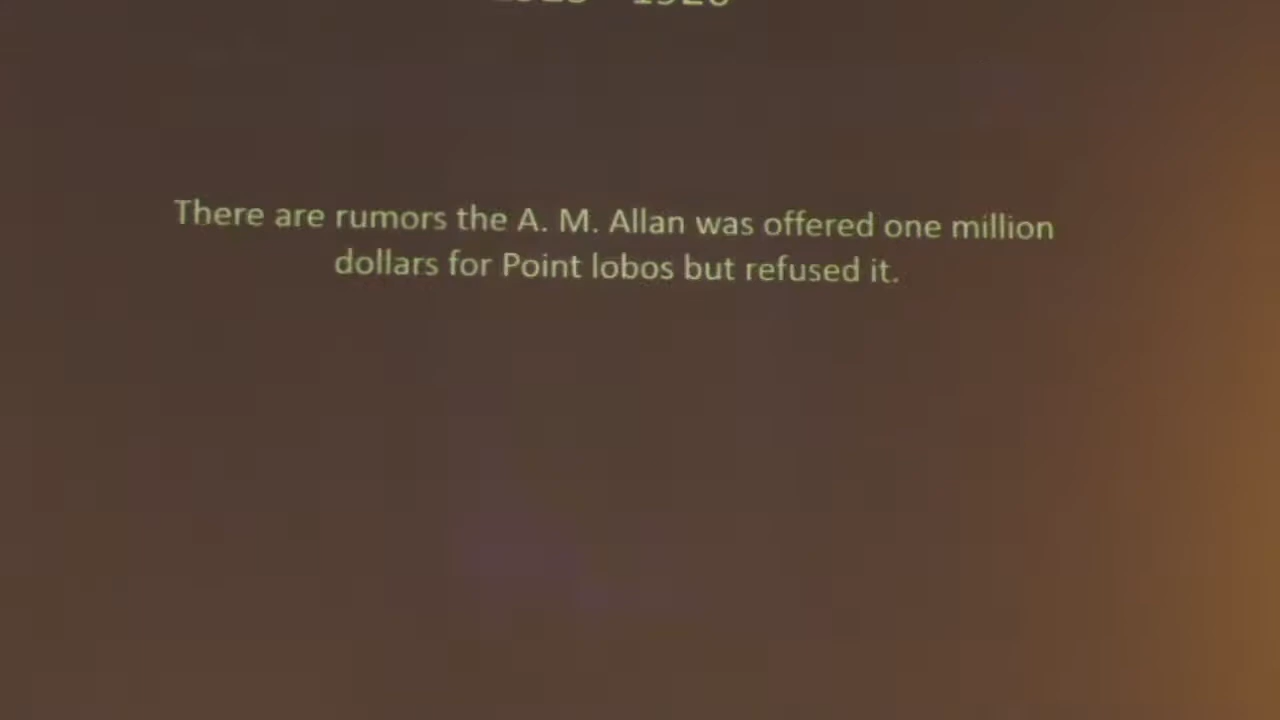 There are rumors the A. M. Allan was offered one million
dollars for Point lobos but refused it.